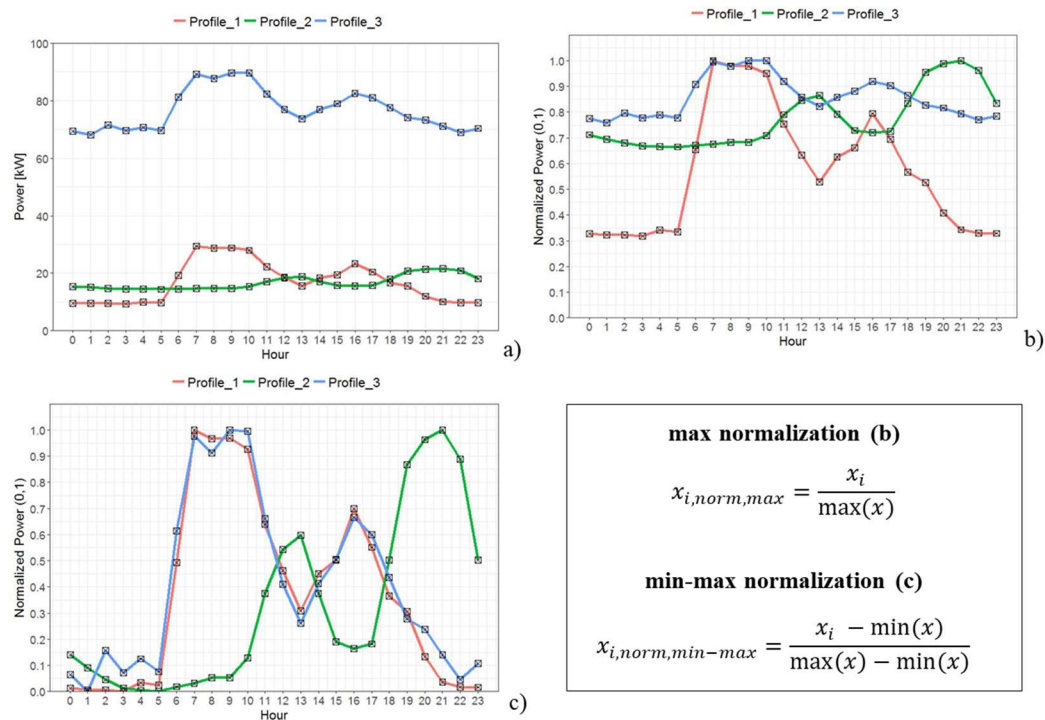 Profile_1 Profile_2 Profile_3
Power [kW]
100
80
60
40
20
0
0 1 2 3 4 5 6 7 8 9 10 11 12 13 14 15 16 17 18 19 20 21 22 23
Hour
a)
Profile_1 Profile_2 Profile_3
Normalized Power (0,1)
1.0
0.9
0.8
0.7
0.6
0.5
0.4
0.3
0.2
0.1
0.0
0 1 2 3 4 5 6 7 8 9 10 11 12 13 14 15 16 17 18 19 20 21 22 23
Hour
b)
Profile_1 Profile_2 Profile_3
Normalized Power (0,1)
1.0
0.9
0.8
0.7
0.6
0.5
0.4
0.3
0.2
0.1
0.0
0 1 2 3 4 5 6 7 8 9 10 11 12 13 14 15 16 17 18 19 20 21 22 23
Hour
c)
max normalization (b)
x_{i,norm,max} = \frac{x_i}{max(x)}
min-max normalization (c)
x_{i,norm,min-max} = \frac{x_i - min(x)}{max(x) - min(x)}